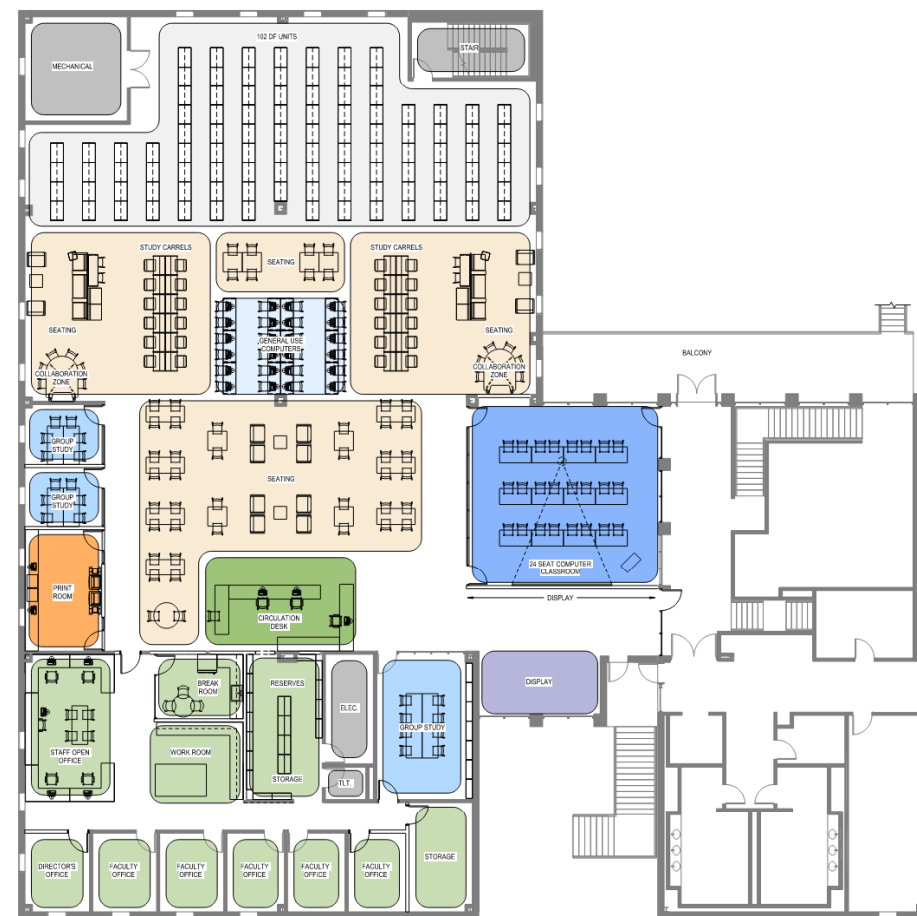 102 DF UNITS
STAIR
MECHANICAL
STUDY CARRELS
STUDY CARRELS
SEATING
GENERAL USE
COMPUTERS
SEATING
SEATING
BALCONY
COLLABORATION
ZONE
COLLABORATION
ZONE
GROUP
STUDY
SEATING
GROUP
STUDY
24 SEAT COMPUTER
CLASSROOM
PRINT
ROOM
DISPLAY
CIRCULATION
DESK
BREAK
ROOM
RESERVES
DISPLAY
ELEC.
GROUP STUDY
STAFF OPEN
OFFICE
WORK ROOM
STORAGE
TLT.
STORAGE
DIRECTOR'S
OFFICE
FACULTY
OFFICE
FACULTY
OFFICE
FACULTY
OFFICE
FACULTY
OFFICE
FACULTY
OFFICE